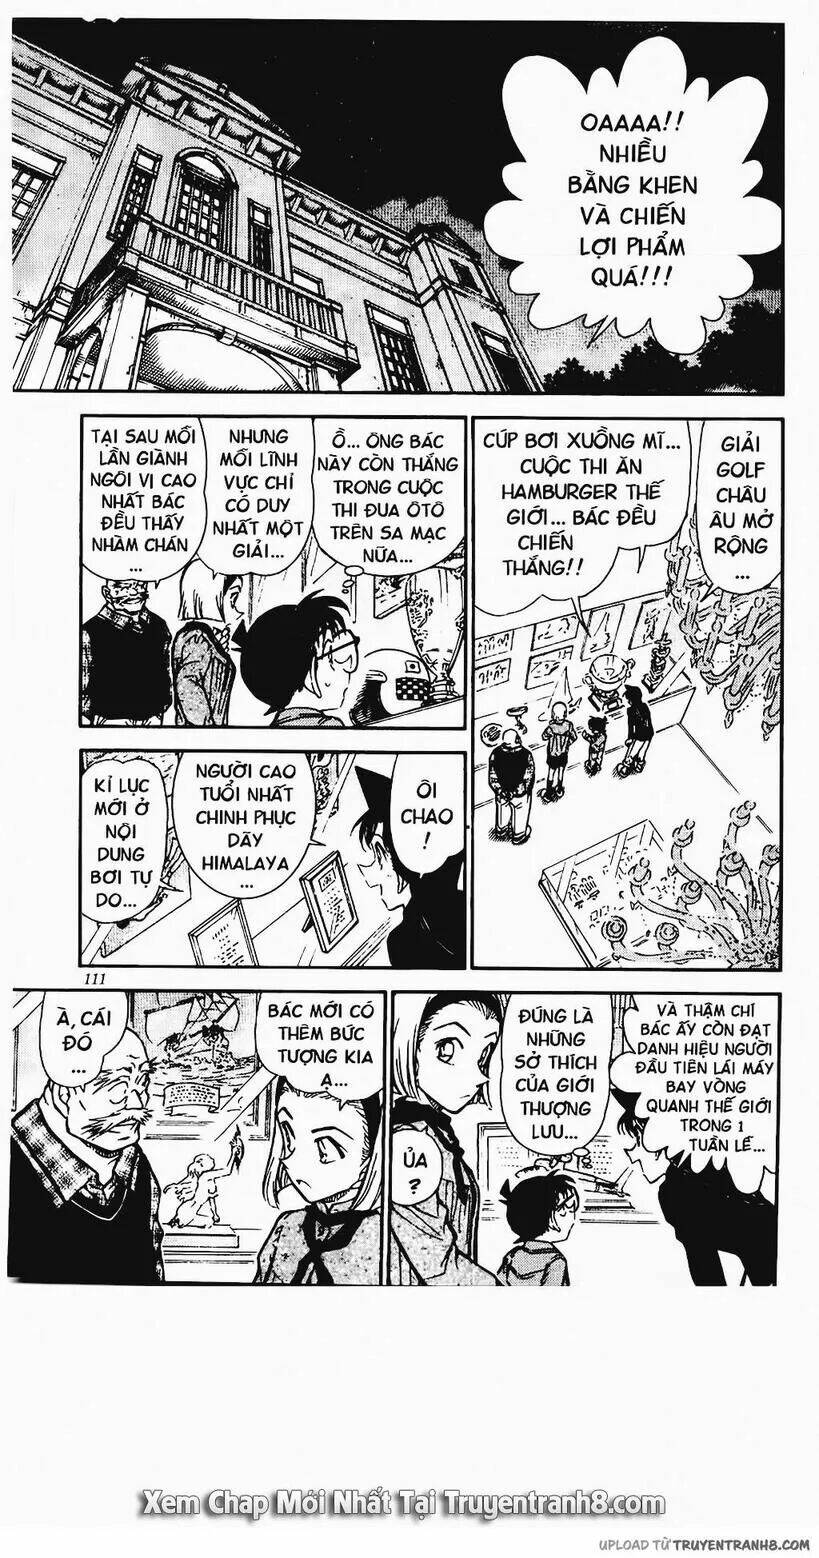 OAAAA!!
NHIỀU
BẰNG KHEN
VÀ CHIẾN
LỢI PHẨM
QUÁ!!!
GIẢI
GOLF
CHÂU
ÂU MỞ
RỘNG
...
CÚP BƠI XUỒNG MĨ...
CUỘC THI ĂN
HAMBURGER THẾ
GIỚI... BÁC ĐỀU
CHIẾN
THẮNG!!
Ồ... ÔNG BÁC
NÀY CÒN THẮNG
TRONG CUỘC
THI ĐUA ÔTÔ
TRÊN SA MẠC
NỮA...
NHƯNG
MỖI LĨNH
VỰC CHỈ
CÓ DUY
NHẤT MỘT
GIẢI...
TẠI SAU MỖI
LẦN GIÀNH
NGÔI VỊ CAO
NHẤT BÁC
ĐỀU THẤY
NHÀM CHÁN
...
ÔI
CHAO
!
NGƯỜI CAO
TUỔI NHẤT
CHINH PHỤC
DÃY
HIMALAYA
...
KỈ LỤC
MỚI Ở
NỘI
DUNG
BƠI TỰ
DO...
111
VÀ THẬM CHÍ
BÁC ẤY CÒN ĐẠT
DANH HIỆU NGƯỜI
ĐẦU TIÊN LÁI MÁY
BAY VÒNG
QUANH THẾ GIỚI
TRONG 1
TUẦN LỄ...
ĐÚNG LÀ
NHỮNG
SỞ THÍCH
CỦA GIỚI
THƯỢNG
LƯU...
ỦA
?
BÁC MỚI CÓ
THÊM BỨC
TƯỢNG KIA
Ạ...
À, CÁI
ĐÓ
...
Xem Chap Mới Nhất Tại Truyentranh8.com
UPLOAD TỪ TRUYENTRANH8.COM